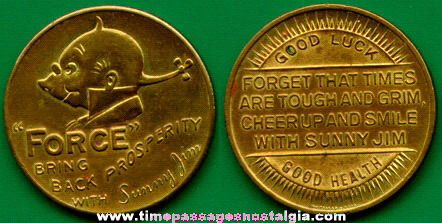 "FORCE"
BRING
BACK PROSPERITY
WITH Sunny Jim
GOOD LUCK
FORGET THAT TIMES
ARE TOUGH AND GRIM,
CHEER UP AND SMILE
WITH SUNNY JIM
GOOD HEALTH
www.timepassagesnostalgia.com